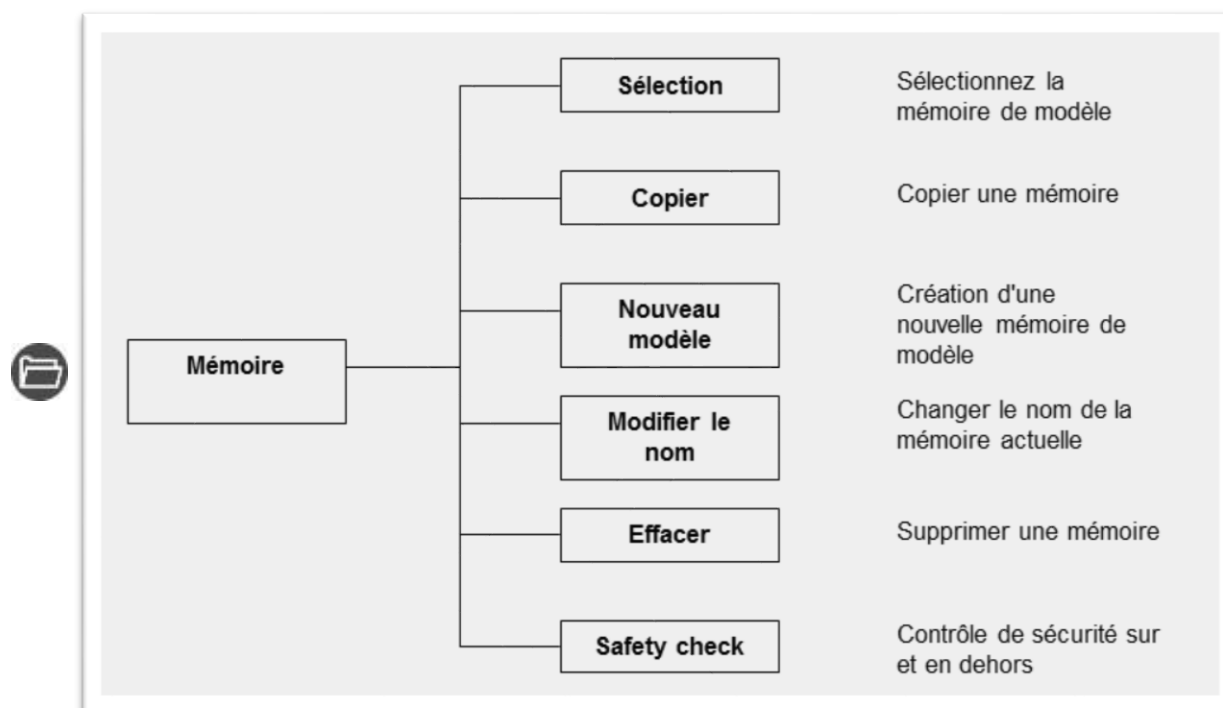 Sélection
Sélectionnez la
mémoire de modèle
Copier
Copier une mémoire
Nouveau
modèle
Création d'une
nouvelle mémoire de
modèle
Mémoire
Modifier le
nom
Changer le nom de la
mémoire actuelle
Effacer
Supprimer une mémoire
Safety check
Contrôle de sécurité sur
et en dehors